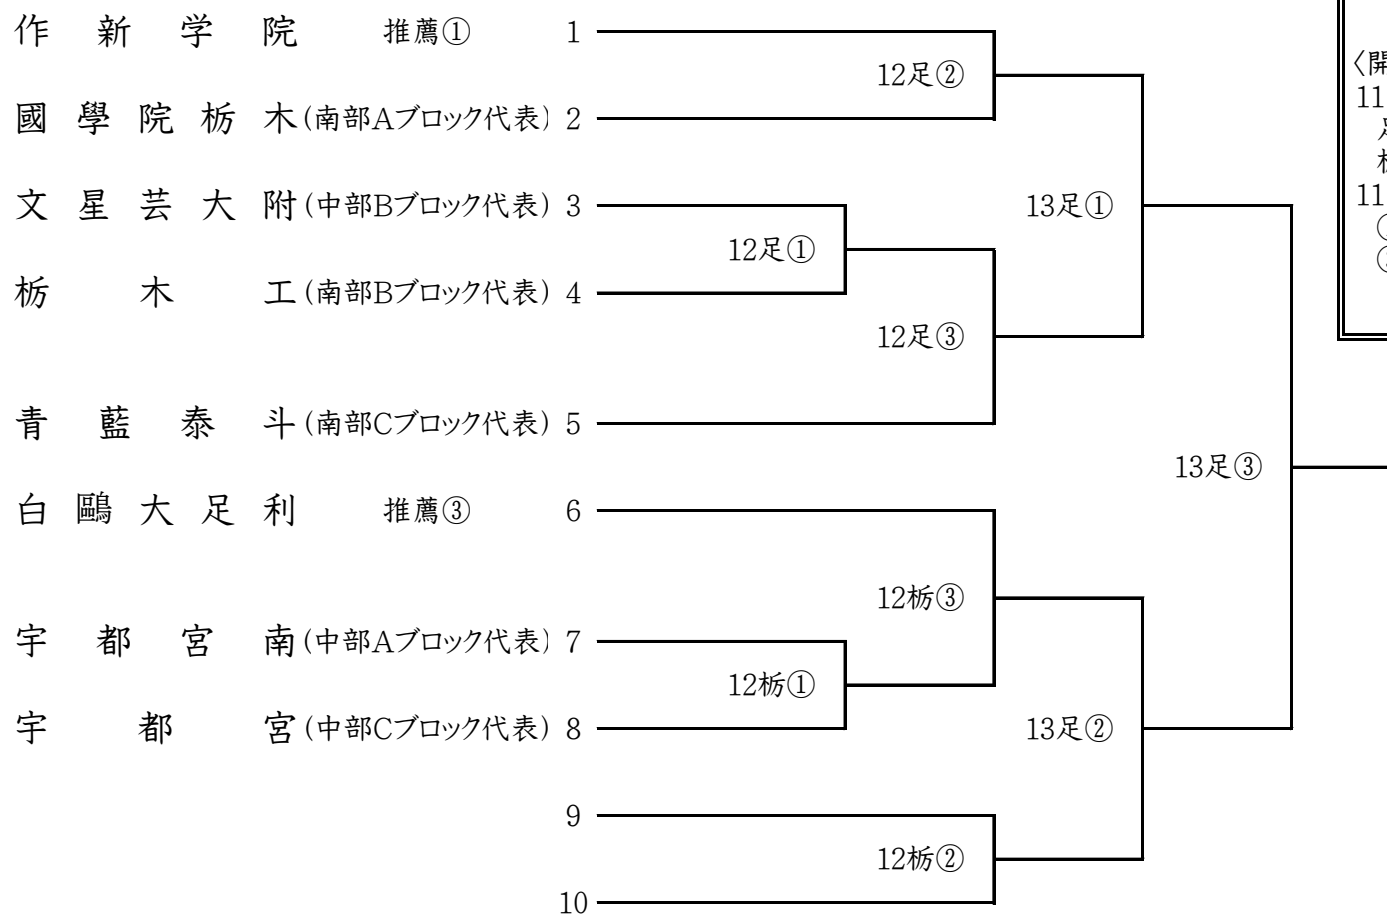 作新学院 推薦① 1
12足②
國學院栃木(南部Aブロック代表) 2
文星芸大附(中部Bブロック代表) 3
13足①
12足①
栃木工(南部Bブロック代表) 4
12足③
青藍泰斗(南部Cブロック代表) 5
13足③
白鷗大足利 推薦③ 6
12栃③
宇都宮南(中部Aブロック代表) 7
12栃①
宇都宮(中部Cブロック代表) 8
13足②
9
12栃②
10
〈開
11
11